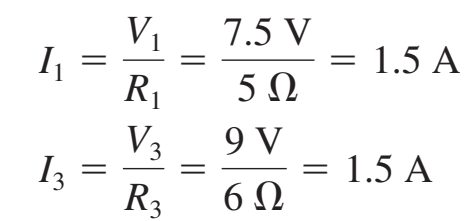 I₁ = V₁/R₁ = 7.5 V/5 Ω = 1.5 A
I₃ = V₃/R₃ = 9 V/6 Ω = 1.5 A